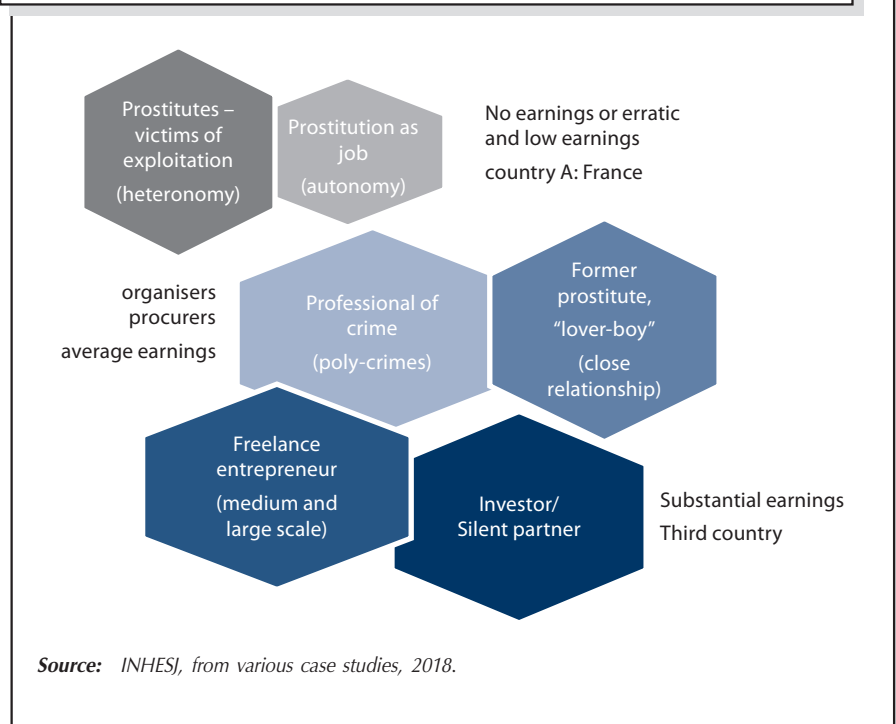 Prostitutes –
victims of
exploitation
(heteronomy)
Prostitution as
job
(autonomy)
No earnings or erratic
and low earnings
country A: France
organisers
procurers
average earnings
Professional of
crime
(poly-crimes)
Former
prostitute,
“lover-boy”
(close
relationship)
Freelance
entrepreneur
(medium and
large scale)
Investor/
Silent partner
Substantial earnings
Third country
Source: INHESJ, from various case studies, 2018.